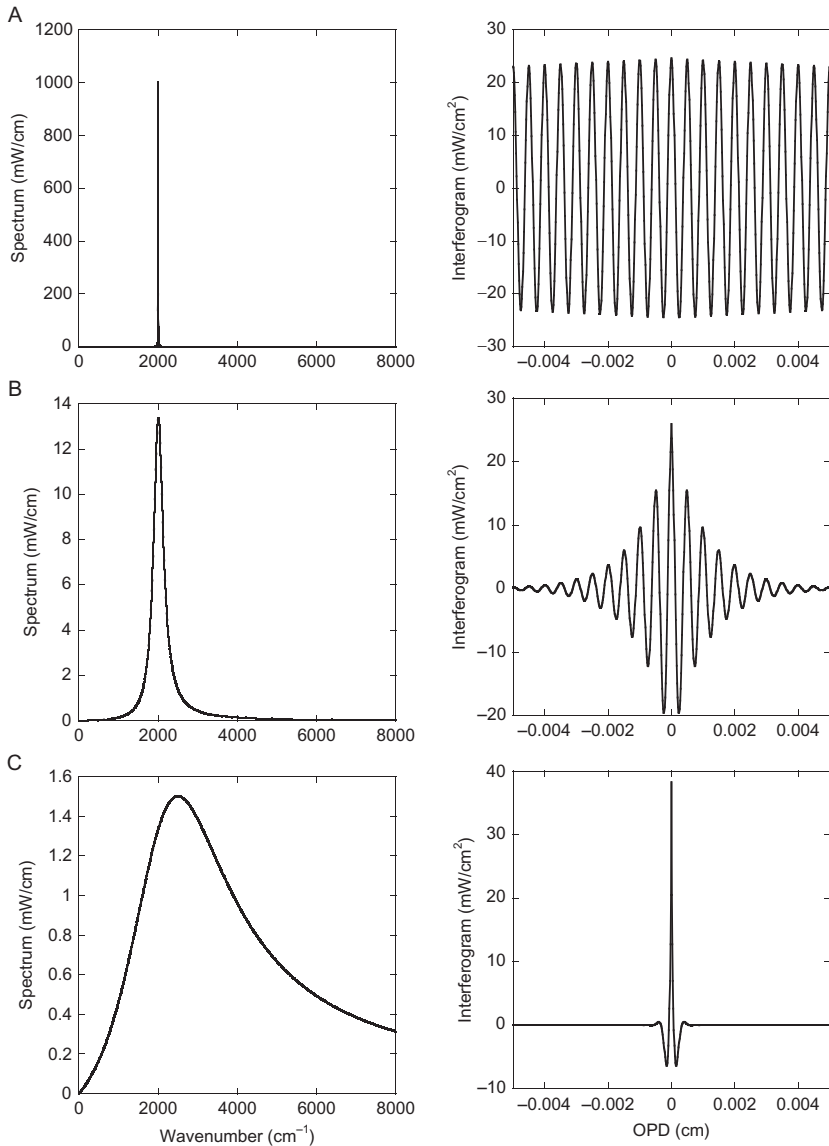 A
1200
1000
800
600
400
200
0
Spectrum (mW/cm)
0 2000 4000 6000 8000
30
20
10
0
−10
−20
−30
Interferogram (mW/cm²)
−0.004 −0.002 0 0.002 0.004
B
14
12
10
8
6
4
2
0
Spectrum (mW/cm)
0 2000 4000 6000 8000
30
20
10
0
−10
−20
Interferogram (mW/cm²)
−0.004 −0.002 0 0.002 0.004
C
1.6
1.4
1.2
1
0.8
0.6
0.4
0.2
0
Spectrum (mW/cm)
0 2000 4000 6000 8000
Wavenumber (cm⁻¹)
40
30
20
10
0
−10
Interferogram (mW/cm²)
−0.004 −0.002 0 0.002 0.004
OPD (cm)